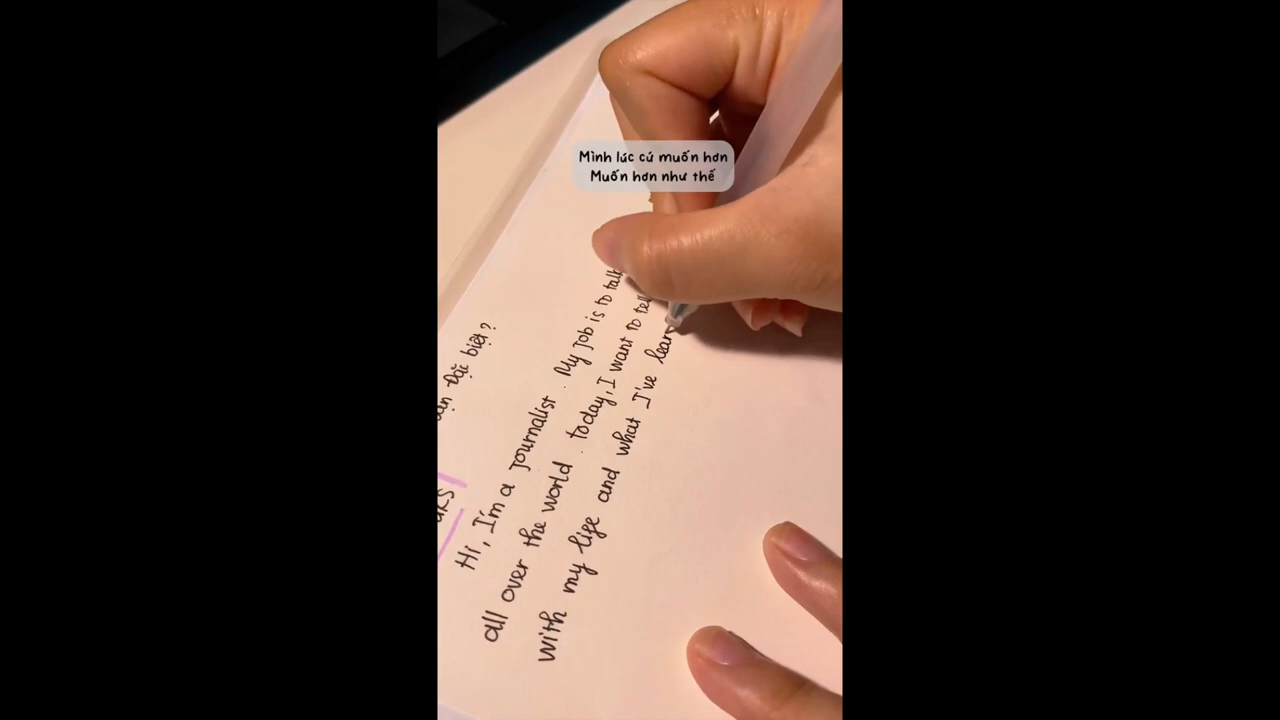 Mình lúc cứ muốn hơn
Muốn hơn như thế
Đặc biệt?
Hi, I'm a journalist. My job is to talk
all over the world. today, I want to tell
with my life and what I've lear